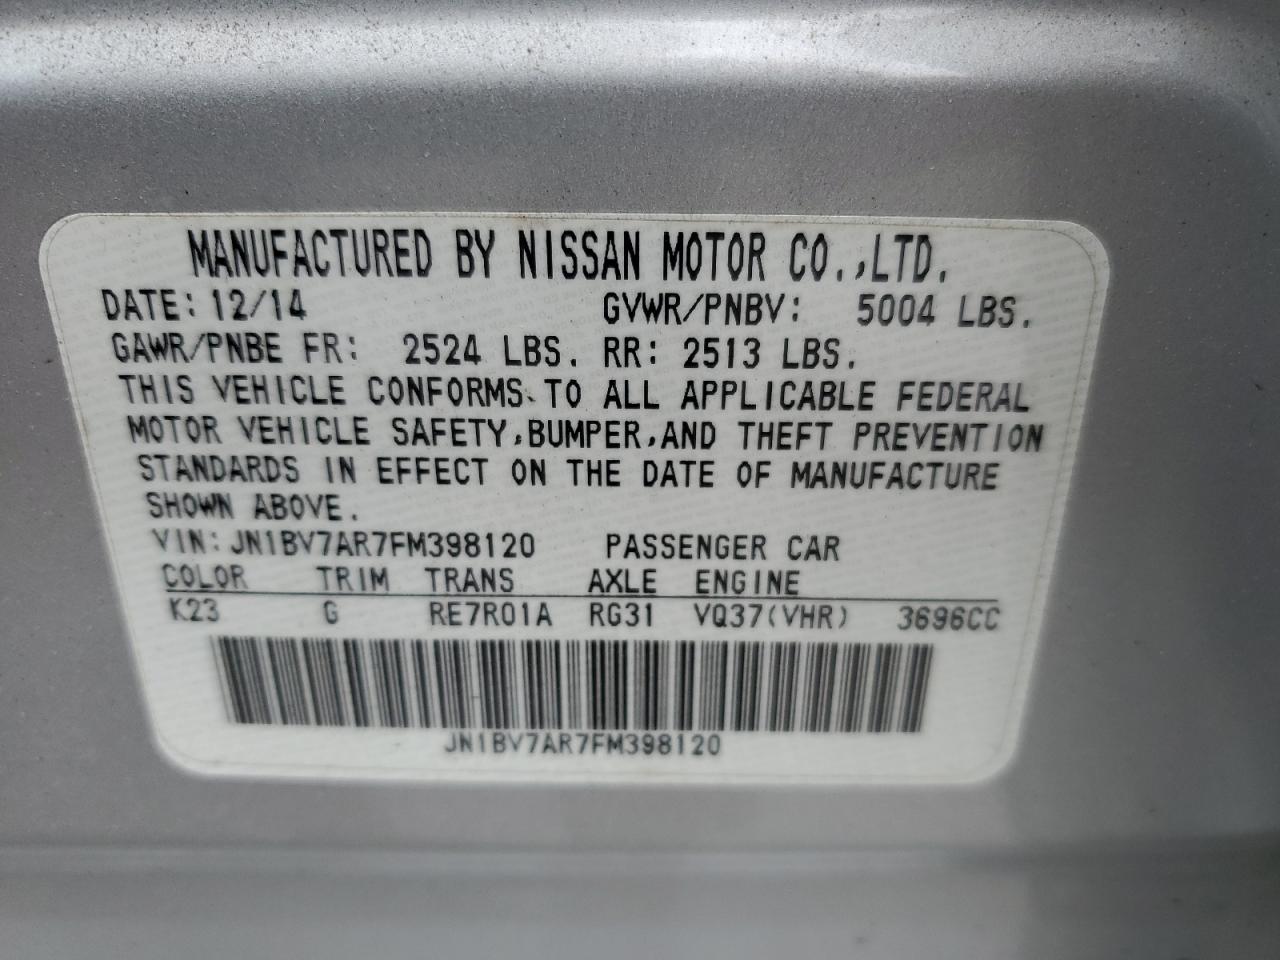 MANUFACTURED BY NISSAN MOTOR CO.,LTD.
DATE: 12/14 GVWR/PNBV: 5004 LBS.
GAWR/PNBE FR: 2524 LBS. RR: 2513 LBS.
THIS VEHICLE CONFORMS TO ALL APPLICABLE FEDERAL
MOTOR VEHICLE SAFETY,BUMPER,AND THEFT PREVENTION
STANDARDS IN EFFECT ON THE DATE OF MANUFACTURE
SHOWN ABOVE.
VIN: JN1BV7AR7FM398120 PASSENGER CAR
COLOR TRIM TRANS AXLE ENGINE
K23 G RE7R01A RG31 VQ37(VHR) 3696CC
JN1BV7AR7FM398120